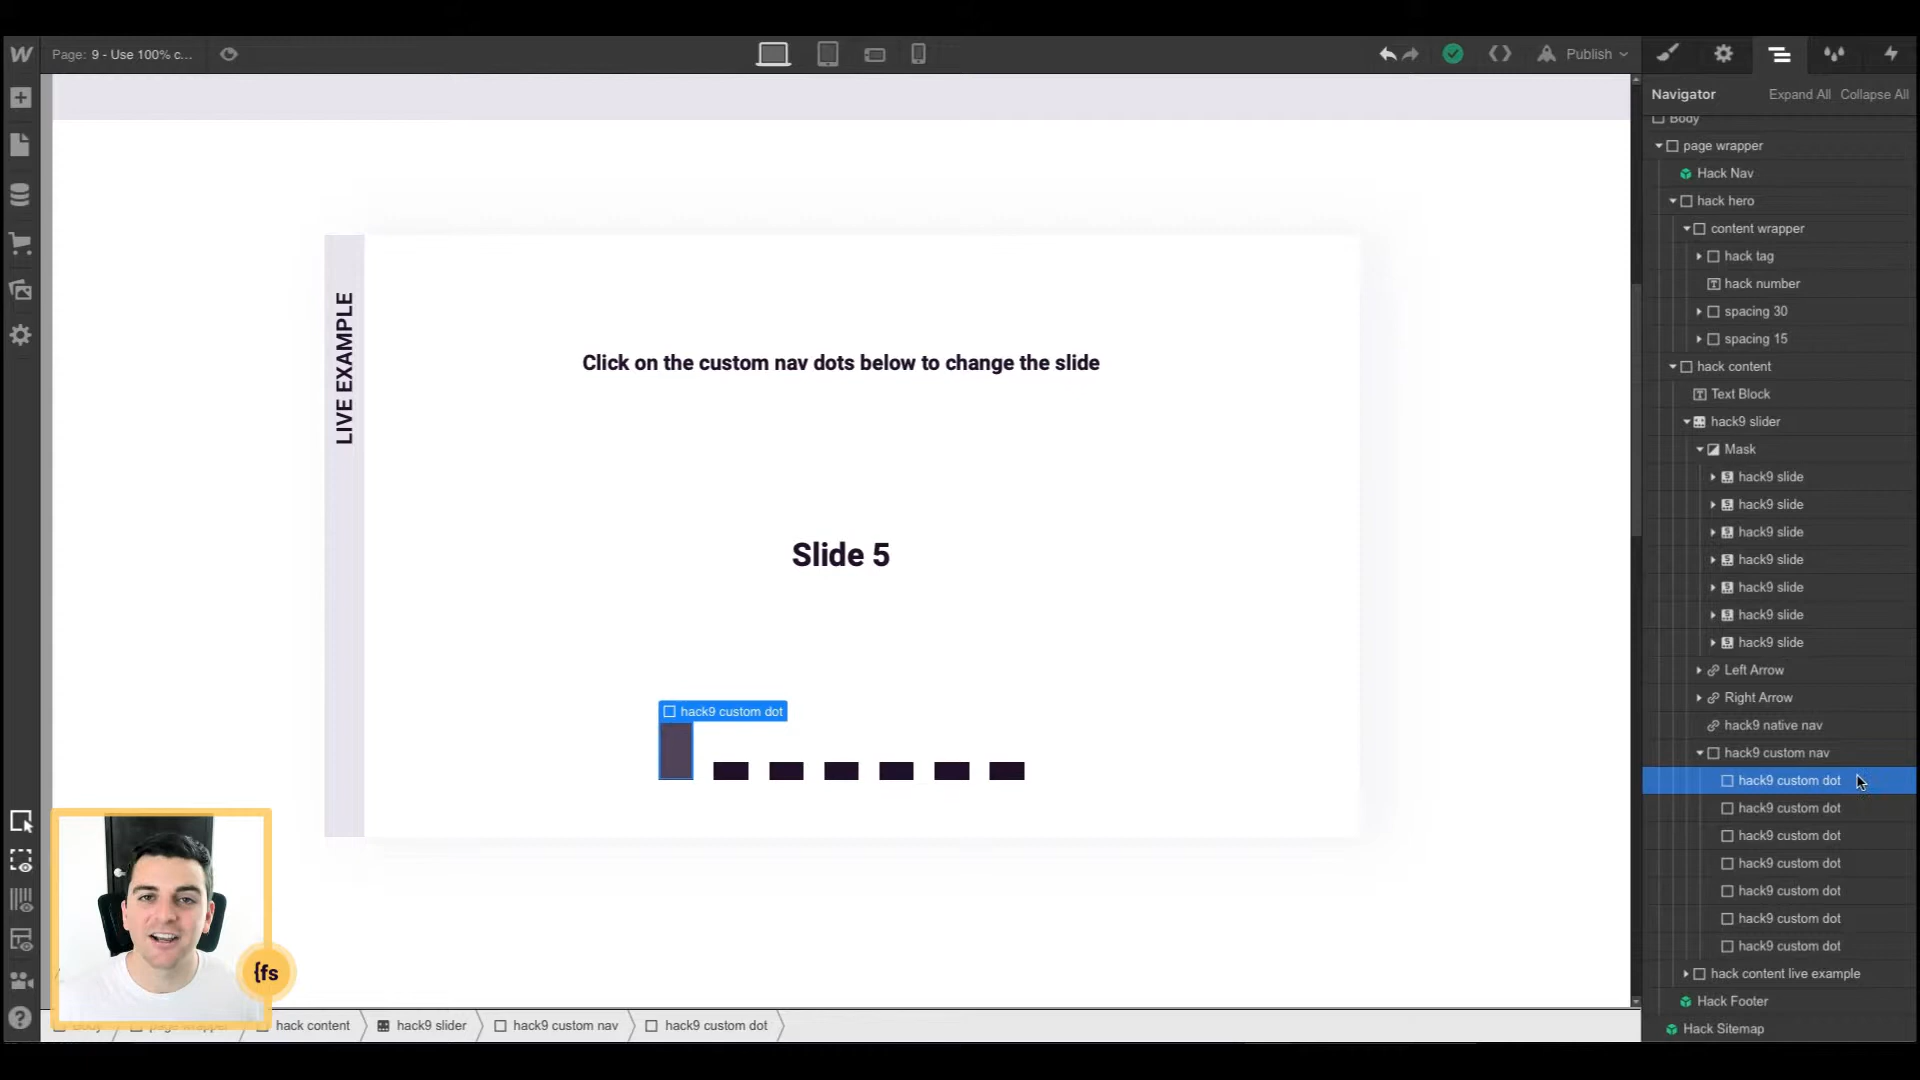 Page: 9 - Use 100% c...
Publish
Navigator
Expand All
Collapse All
Body
page wrapper
Hack Nav
hack hero
content wrapper
hack tag
hack number
spacing 30
spacing 15
hack content
Text Block
hack9 slider
Mask
hack9 slide
hack9 slide
hack9 slide
hack9 slide
hack9 slide
hack9 slide
hack9 slide
Left Arrow
Right Arrow
hack9 native nav
hack9 custom nav
hack9 custom dot
hack9 custom dot
hack9 custom dot
hack9 custom dot
hack9 custom dot
hack9 custom dot
hack9 custom dot
hack content live example
Hack Footer
Hack Sitemap
LIVE EXAMPLE
Click on the custom nav dots below to change the slide
Slide 5
hack9 custom dot
{fs
hack content
hack9 slider
hack9 custom nav
hack9 custom dot